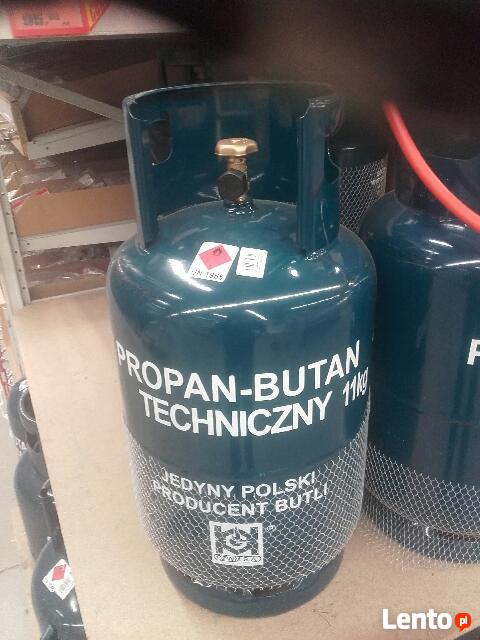 UN 1965
PROPAN-BUTAN
TECHNICZNY 11kg
JEDYNY POLSKI
PRODUCENT BUTLI
Lento.pl